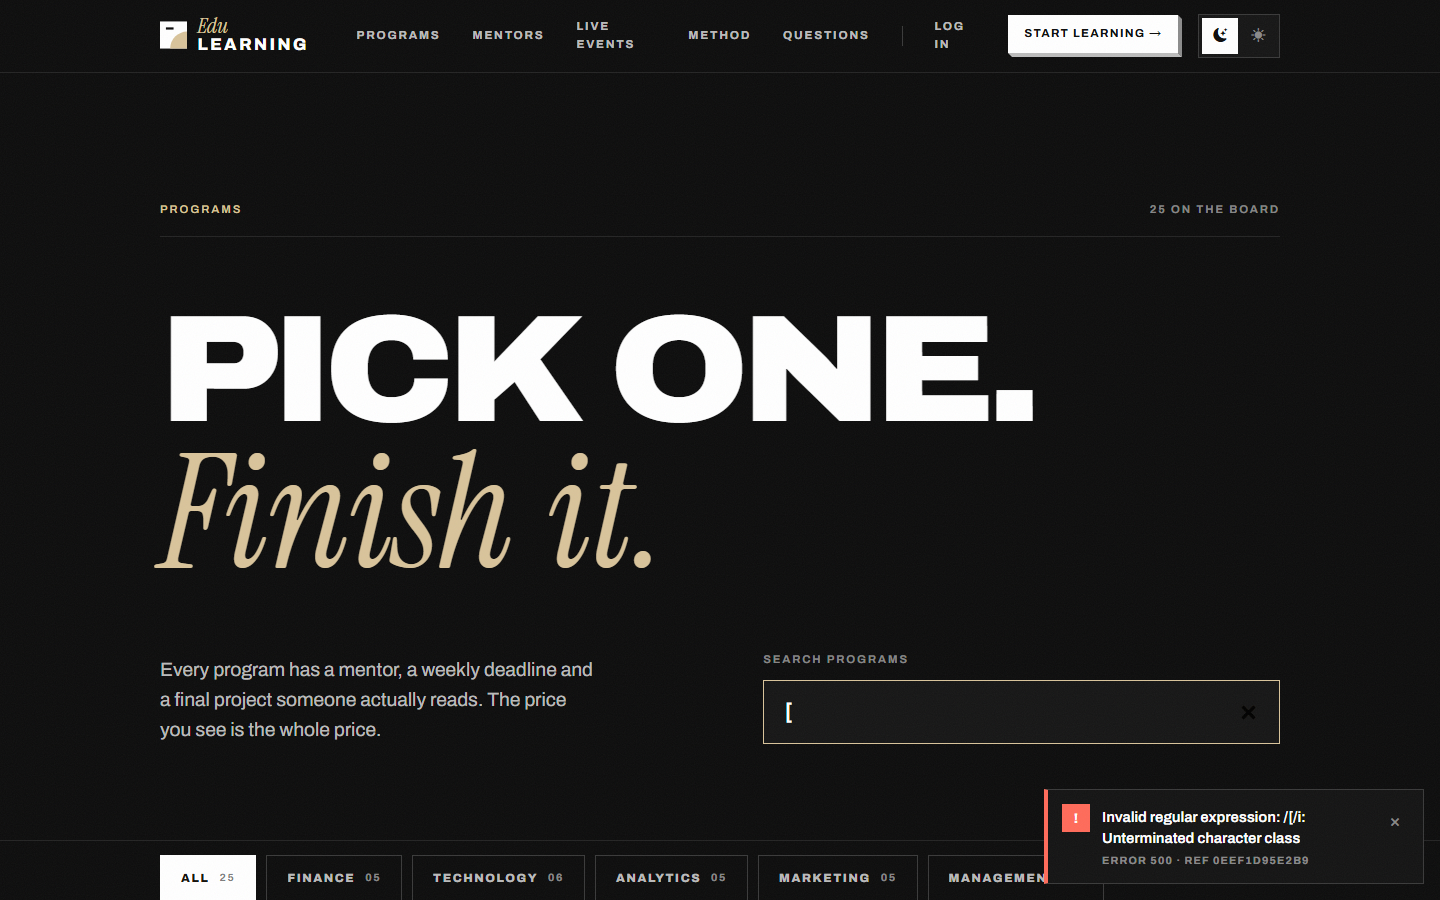 Edu
LEARNING
PROGRAMS
MENTORS
LIVE
EVENTS
METHOD
QUESTIONS
LOG
IN
START LEARNING →
PROGRAMS
25 ON THE BOARD
PICK ONE.
Finish it.
Every program has a mentor, a weekly deadline and
a final project someone actually reads. The price
you see is the whole price.
SEARCH PROGRAMS
[
Invalid regular expression: /[/i:
Unterminated character class
ERROR 500 · REF 0EEF1D95E2B9
ALL 25
FINANCE 05
TECHNOLOGY 06
ANALYTICS 05
MARKETING 05
MANAGEMEN